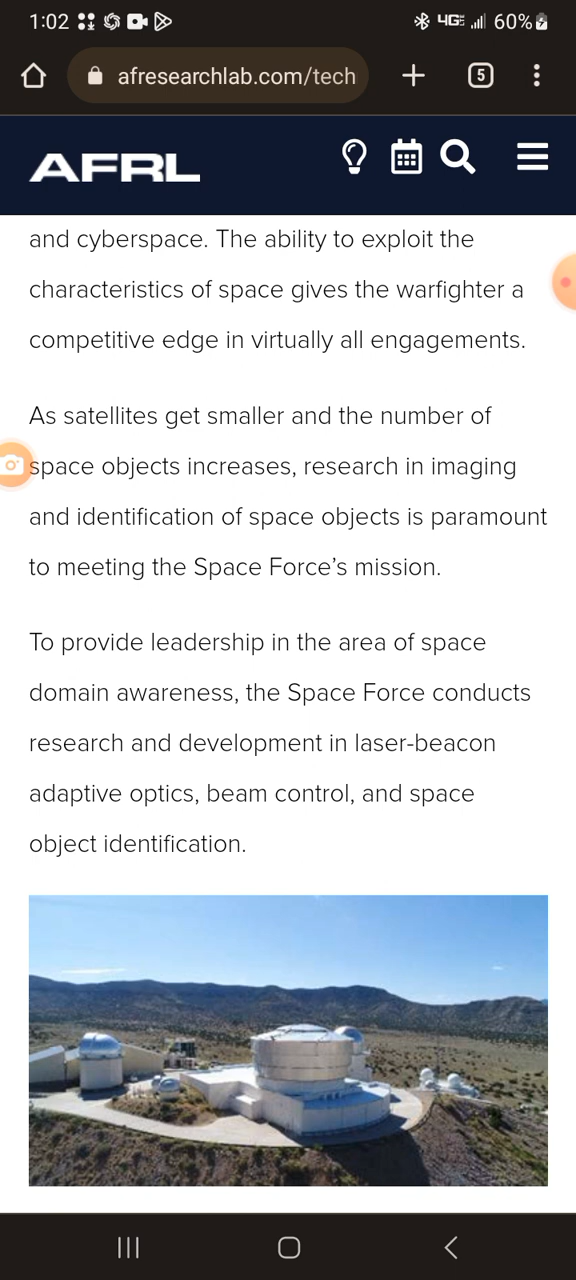 1:02
4GE
60%
afresearchlab.com/tech
5
AFRL
and cyberspace. The ability to exploit the
characteristics of space gives the warfighter a
competitive edge in virtually all engagements.
As satellites get smaller and the number of
space objects increases, research in imaging
and identification of space objects is paramount
to meeting the Space Force’s mission.
To provide leadership in the area of space
domain awareness, the Space Force conducts
research and development in laser-beacon
adaptive optics, beam control, and space
object identification.